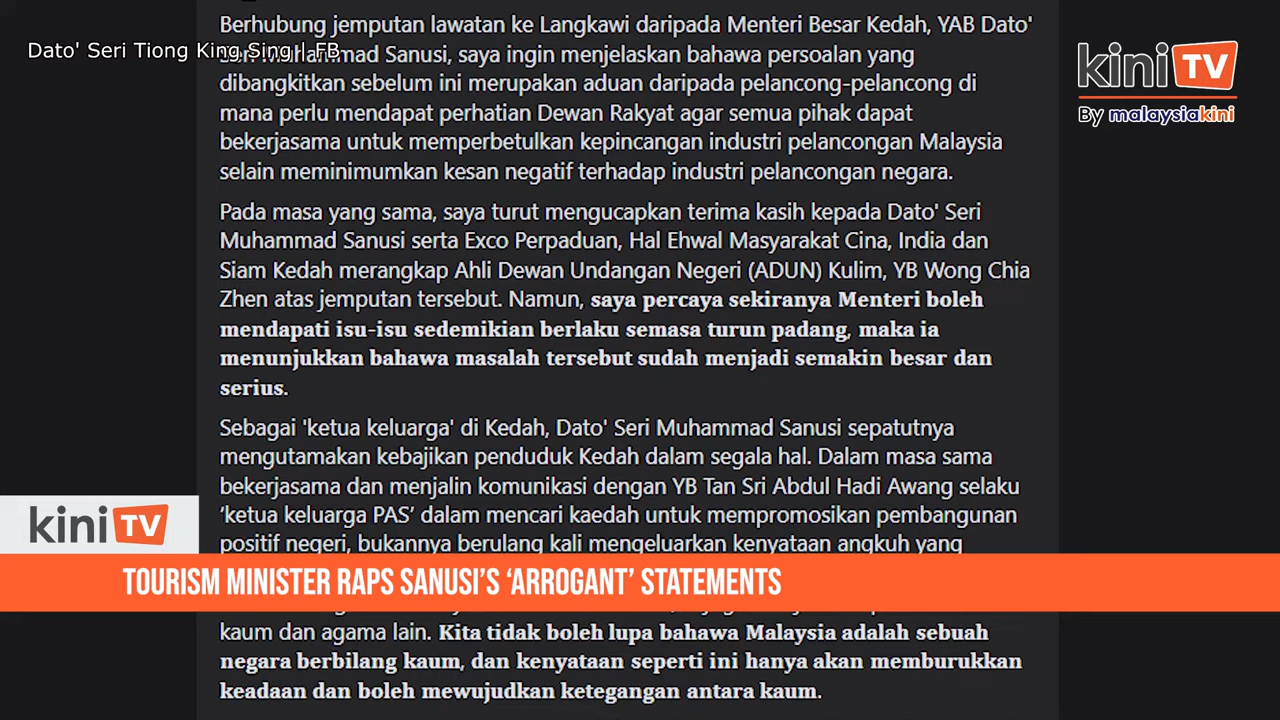 Berhubung jemputan lawatan ke Langkawi daripada Menteri Besar Kedah, YAB Dato'
Dato' Seri Tiong King Sing | FB
Muhammad Sanusi, saya ingin menjelaskan bahawa persoalan yang
dibangkitkan sebelum ini merupakan aduan daripada pelancong-pelancong di
mana perlu mendapat perhatian Dewan Rakyat agar semua pihak dapat
bekerjasama untuk memperbetulkan kepincangan industri pelancongan Malaysia
selain meminimumkan kesan negatif terhadap industri pelancongan negara.
kini TV
By malaysiakini
Pada masa yang sama, saya turut mengucapkan terima kasih kepada Dato' Seri
Muhammad Sanusi serta Exco Perpaduan, Hal Ehwal Masyarakat Cina, India dan
Siam Kedah merangkap Ahli Dewan Undangan Negeri (ADUN) Kulim, YB Wong Chia
Zhen atas jemputan tersebut. Namun, saya percaya sekiranya Menteri boleh
mendapati isu-isu sedemikian berlaku semasa turun padang, maka ia
menunjukkan bahawa masalah tersebut sudah menjadi semakin besar dan
serius.
Sebagai 'ketua keluarga' di Kedah, Dato' Seri Muhammad Sanusi sepatutnya
mengutamakan kebajikan penduduk Kedah dalam segala hal. Dalam masa sama
bekerjasama dan menjalin komunikasi dengan YB Tan Sri Abdul Hadi Awang selaku
‘ketua keluarga PAS’ dalam mencari kaedah untuk mempromosikan pembangunan
positif negeri, bukannya berulang kali mengeluarkan kenyataan angkuh yang
kini TV
TOURISM MINISTER RAPS SANUSI’S ‘ARROGANT’ STATEMENTS
kaum dan agama lain. Kita tidak boleh lupa bahawa Malaysia adalah sebuah
negara berbilang kaum, dan kenyataan seperti ini hanya akan memburukkan
keadaan dan boleh mewujudkan ketegangan antara kaum.